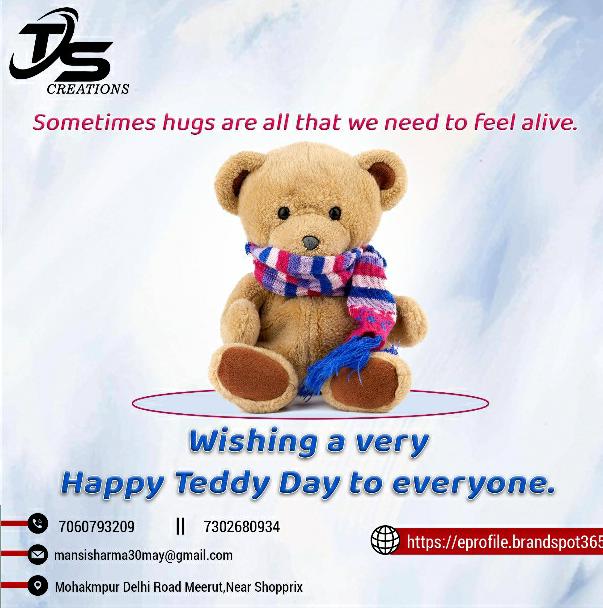 JS
CREATIONS
Sometimes hugs are all that we need to feel alive.
Wishing a very
Happy Teddy Day to everyone.
7060793209 || 7302680934
mansisharma30may@gmail.com
https://eprofile.brandspot365
Mohakmpur Delhi Road Meerut,Near Shopprix